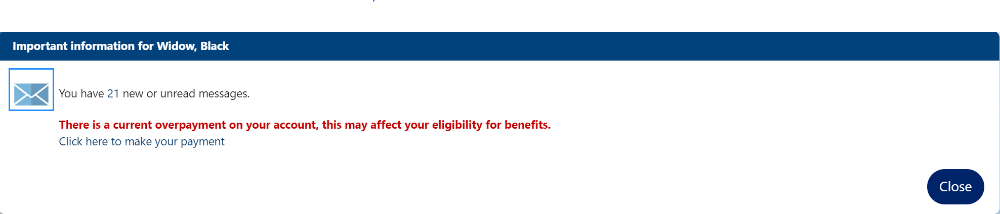 Important information for Widow, Black
You have 21 new or unread messages.
There is a current overpayment on your account, this may affect your eligibility for benefits.
Click here to make your payment
Close